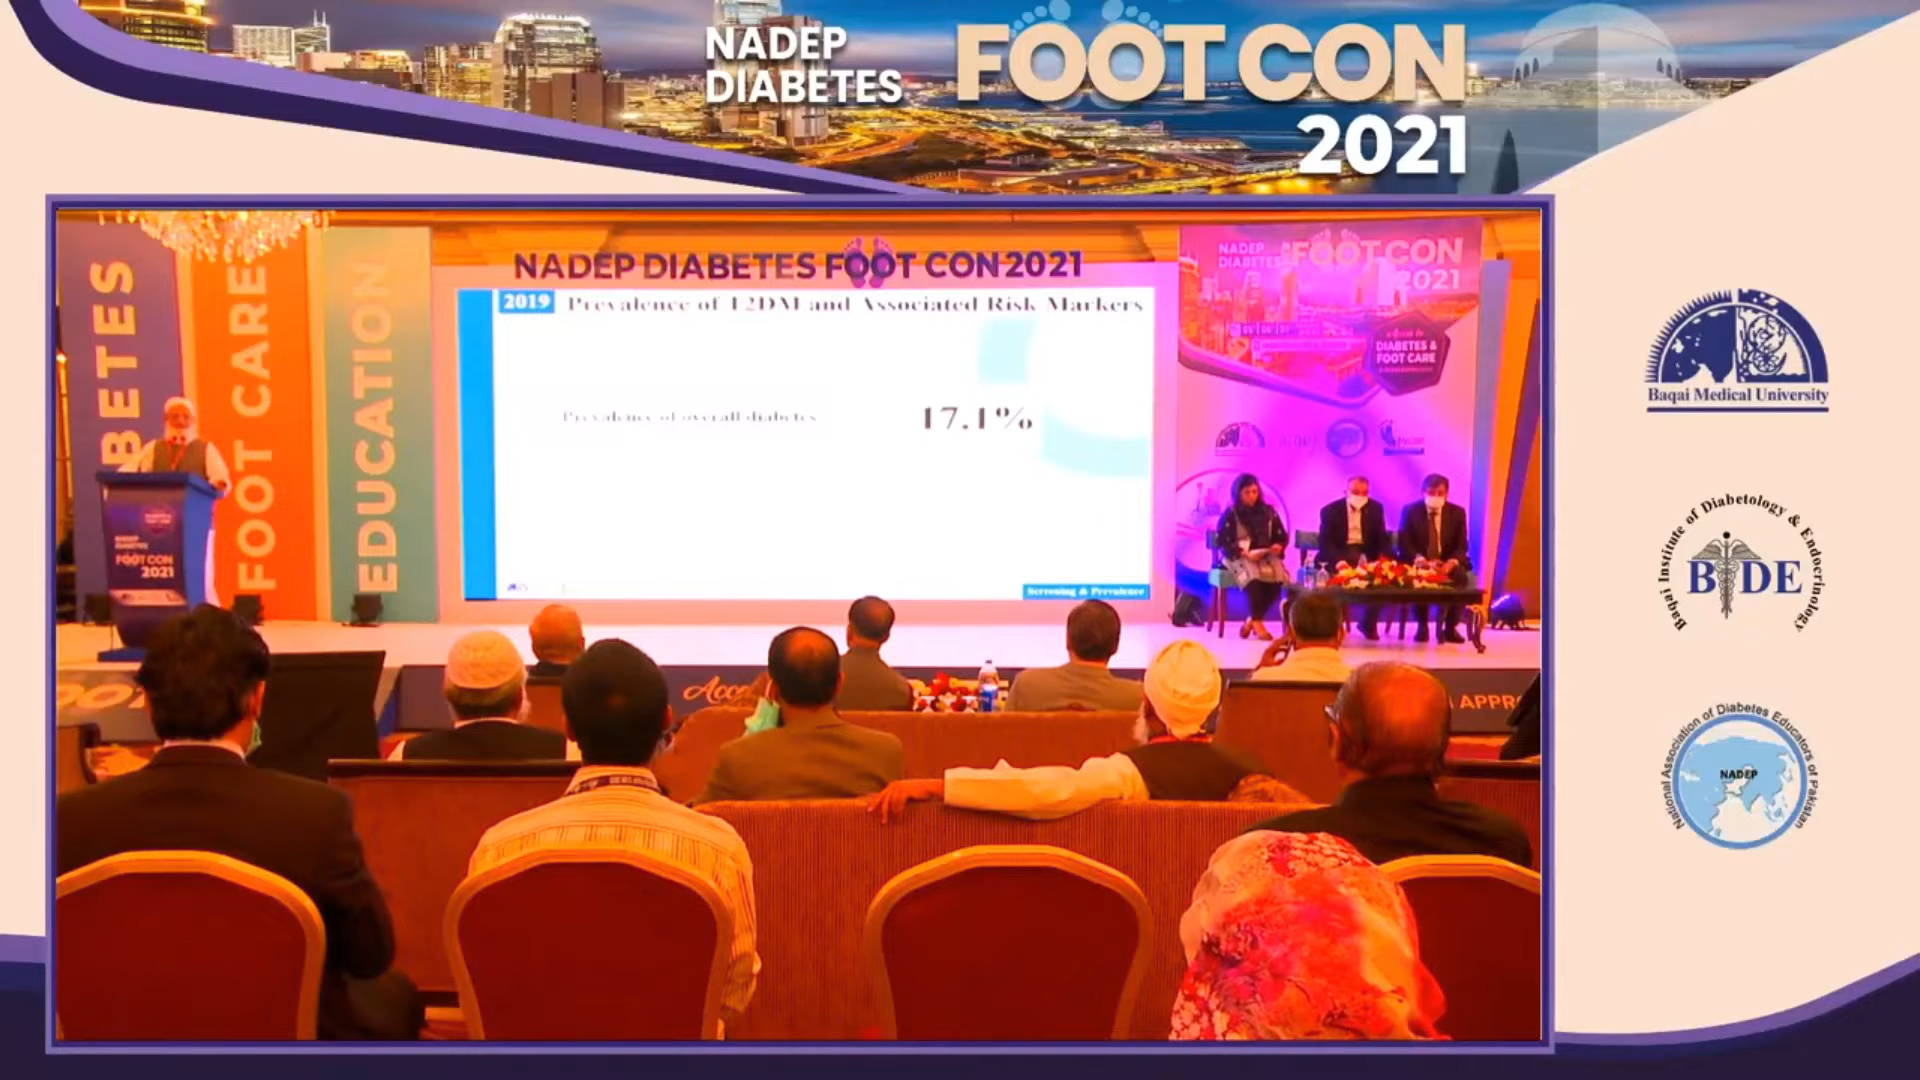 NADEP
DIABETES
FOOT CON
2021
BETES
FOOT CARE
EDUCATION
NADEP DIABETES FOOT CON 2021
2019 Prevalence of T2DM and Associated Risk Markers
Prevalence of overall diabetes
17.1%
Screening & Prevalence
NADEP
DIABETES
FOOT CON
2021
DIABETES &
FOOT CARE
NADEP
DIABETES
FOOT CON
2021
APPR
Baqai Medical University
Baqai Institute of Diabetology & Endocrinology
BIDE
National Association of Diabetes Educators of Pakistan
NADEP